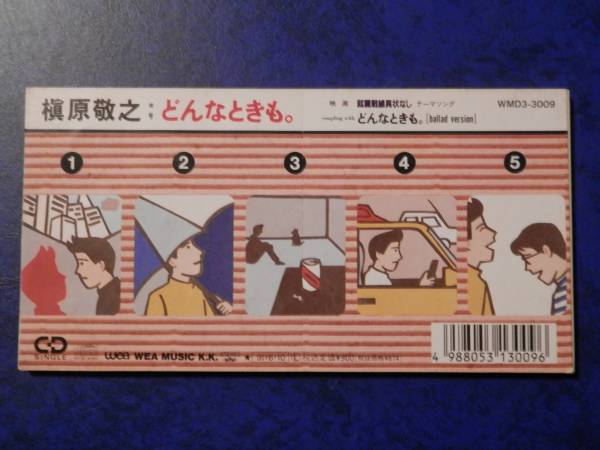 槇原敬之 どんなときも。
映画 就職戦線異状なし テーマソング
WMD3-3009
coupling with どんなときも。[ballad version]
1 2 3 4 5
CD
SINGLE
wea WEA MUSIC K.K.
★
4 988053 130096